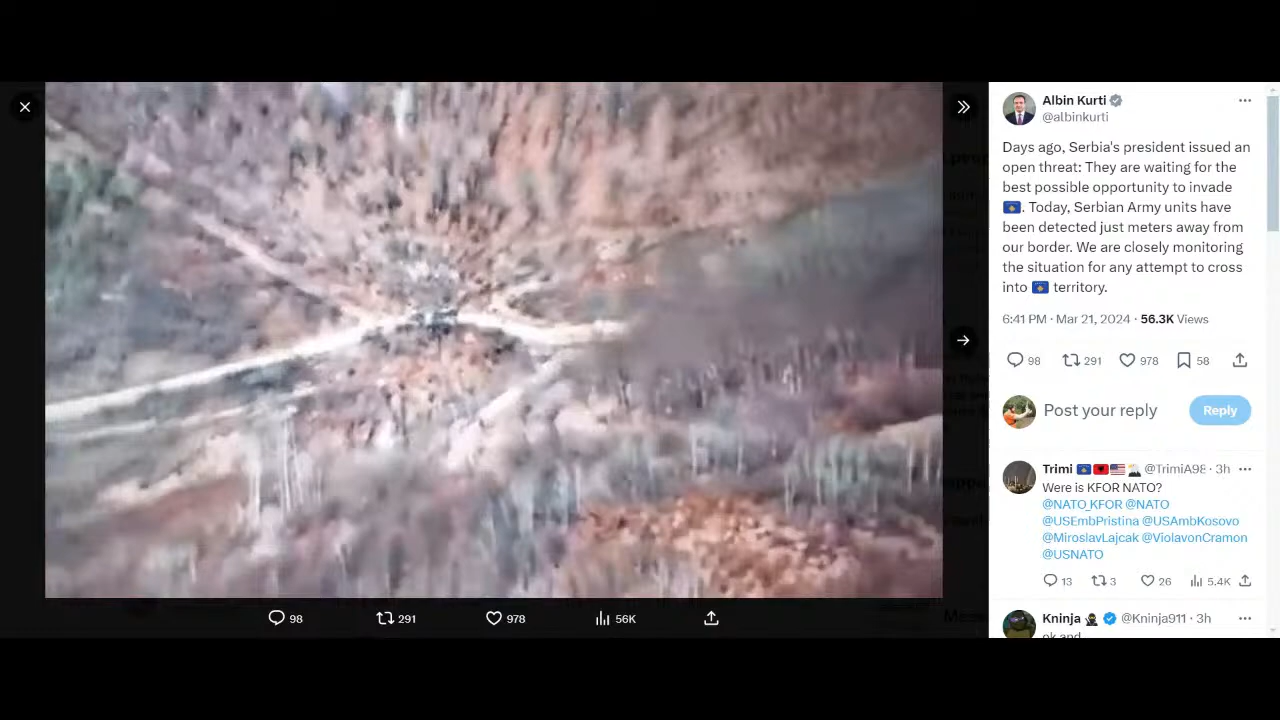 Albin Kurti
@albinkurti
Days ago, Serbia's president issued an
open threat: They are waiting for the
best possible opportunity to invade
🇽🇰. Today, Serbian Army units have
been detected just meters away from
our border. We are closely monitoring
the situation for any attempt to cross
into 🇽🇰 territory.
6:41 PM · Mar 21, 2024 · 56.3K Views
98 291 978 58
Post your reply
Reply
Trimi @TrimiA98 · 3h
Were is KFOR NATO?
@NATO_KFOR @NATO
@USEmbPristina @USAmbKosovo
@MiroslavLajcak @ViolavonCramon
@USNATO
13 3 26 5.4K
Kninja @Kninja911 · 3h
ok and
98 291 978 56K